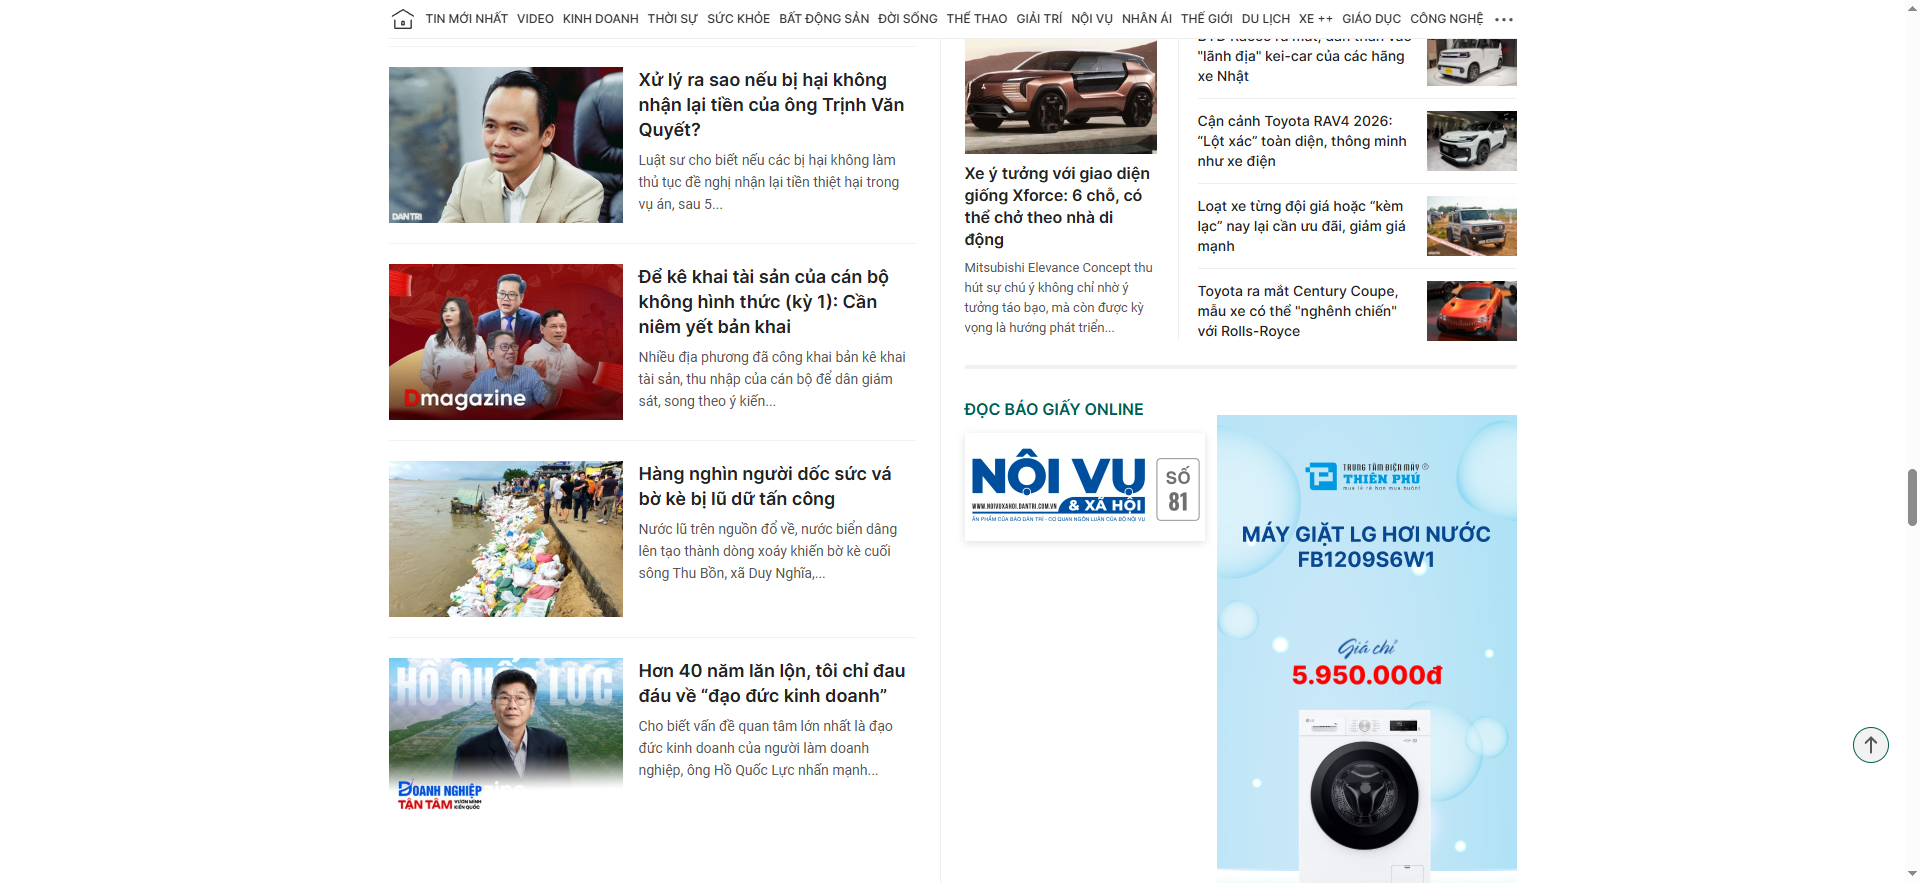 TIN MỚI NHẤT VIDEO KINH DOANH THỜI SỰ SỨC KHỎE BẤT ĐỘNG SẢN ĐỜI SỐNG THỂ THAO GIẢI TRÍ NỘI VỤ NHÂN ÁI THẾ GIỚI DU LỊCH XE ++ GIÁO DỤC CÔNG NGHỆ
DANTRI
Xử lý ra sao nếu bị hại không
nhận lại tiền của ông Trịnh Văn
Quyết?
Luật sư cho biết nếu các bị hại không làm
thủ tục đề nghị nhận lại tiền thiệt hại trong
vụ án, sau 5...
Dmagazine
Để kê khai tài sản của cán bộ
không hình thức (kỳ 1): Cần
niêm yết bản khai
Nhiều địa phương đã công khai bản kê khai
tài sản, thu nhập của cán bộ để dân giám
sát, song theo ý kiến...
Hàng nghìn người dốc sức vá
bờ kè bị lũ dữ tấn công
Nước lũ trên nguồn đổ về, nước biển dâng
lên tạo thành dòng xoáy khiến bờ kè cuối
sông Thu Bồn, xã Duy Nghĩa,...
HỒ QUỐC LỰC
DOANH NGHIỆP
TẬN TÂM VƯƠN MÌNH
KIẾN QUỐC
Hơn 40 năm lăn lộn, tôi chỉ đau
đáu về “đạo đức kinh doanh”
Cho biết vấn đề quan tâm lớn nhất là đạo
đức kinh doanh của người làm doanh
nghiệp, ông Hồ Quốc Lực nhấn mạnh...
Xe ý tưởng với giao diện
giống Xforce: 6 chỗ, có
thể chở theo nhà di
động
Mitsubishi Elevance Concept thu
hút sự chú ý không chỉ nhờ ý
tưởng táo bạo, mà còn được kỳ
vọng là hướng phát triển...
"lãnh địa" kei-car của các hãng
xe Nhật
Cận cảnh Toyota RAV4 2026:
“Lột xác” toàn diện, thông minh
như xe điện
Loạt xe từng đội giá hoặc “kèm
lạc” nay lại cần ưu đãi, giảm giá
mạnh
Toyota ra mắt Century Coupe,
mẫu xe có thể "nghênh chiến"
với Rolls-Royce
ĐỌC BÁO GIẤY ONLINE
NỘI VỤ
WWW.NOIVUXAHOI.DANTRI.COM.VN & XÃ HỘI
ẤN PHẨM CỦA BÁO DÂN TRÍ - CƠ QUAN NGÔN LUẬN CỦA BỘ NỘI VỤ
SỐ
81
TRUNG TÂM ĐIỆN MÁY ®
THIÊN PHÚ
mua là rẻ hơn mua buôn!
MÁY GIẶT LG HƠI NƯỚC
FB1209S6W1
Giá chỉ
5.950.000đ